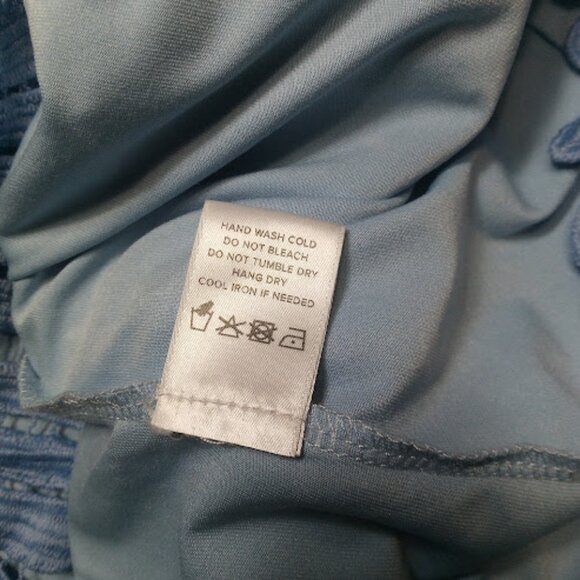 HAND WASH COLD
DO NOT BLEACH
DO NOT TUMBLE DRY
HANG DRY
COOL IRON IF NEEDED